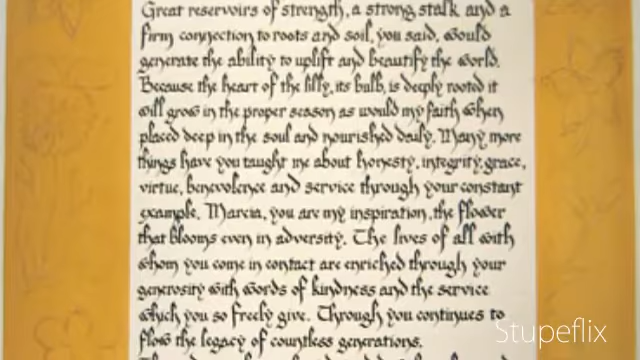 Great reservoirs of strength, a strong stalk and a
firm connection to roots and soil, you said, would
generate the ability to uplift and beautify the world.
Because the heart of the lilly, its bulb, is deeply rooted it
will grow in the proper season as would my faith when
placed deep in the soul and nourished daily. Many more
things have you taught me about honesty, integrity, grace,
virtue, benevolence and service through your constant
example. Marcia, you are my inspiration, the flower
that blooms even in adversity. The lives of all with
whom you come in contact are enriched through your
generosity with words of kindness and the service
which you so freely give. Through you continues to
flow the legacy of countless generations.
Stupeflix